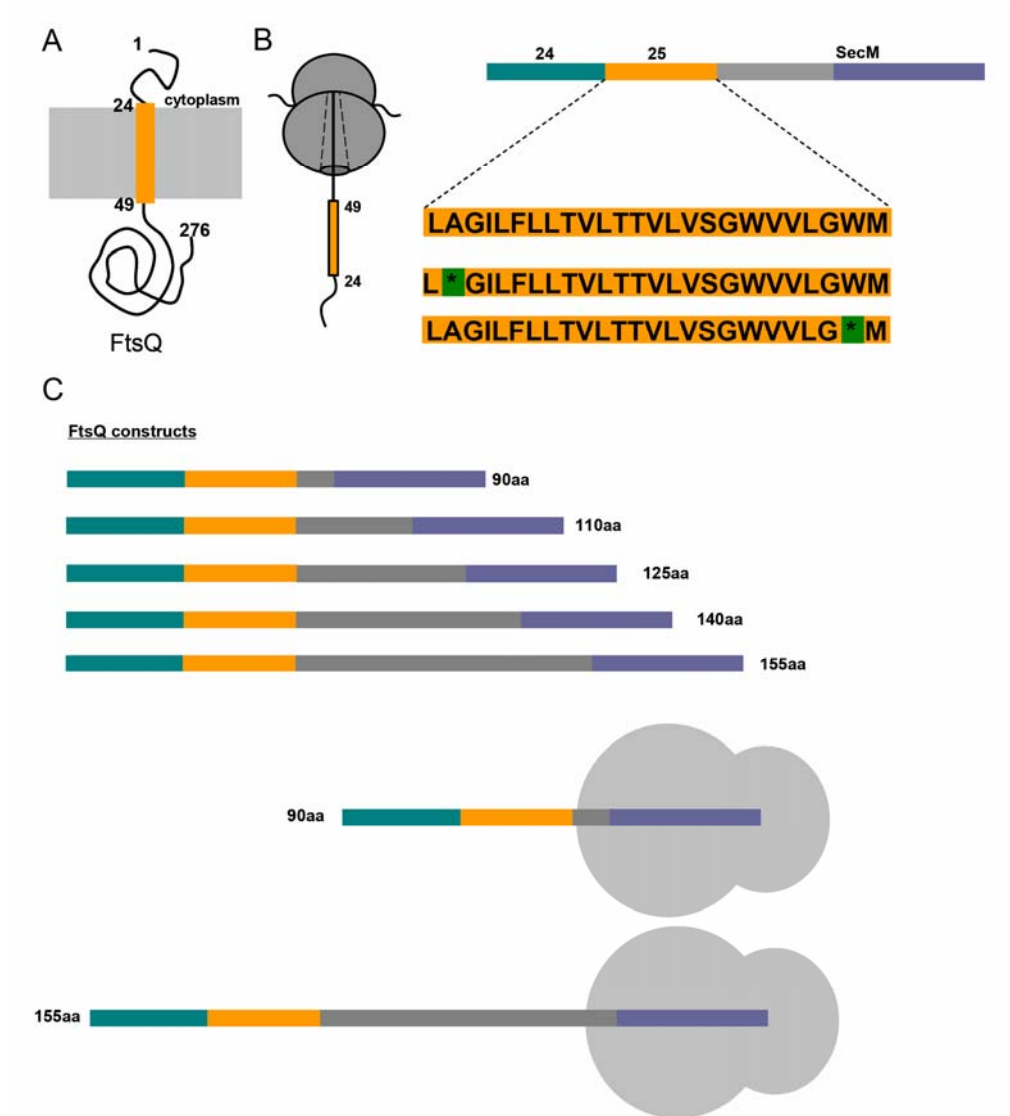 A
1
24
cytoplasm
49
276
FtsQ
B
49
24
24 25 SecM
LAGILFLLTVLTTVLVSGWVVLGWM
L*GILFLLTVLTTVLVSGWVVLGWM
LAGILFLLTVLTTVLVSGWVVLG*M
C
FtsQ constructs
90aa
110aa
125aa
140aa
155aa
90aa
155aa